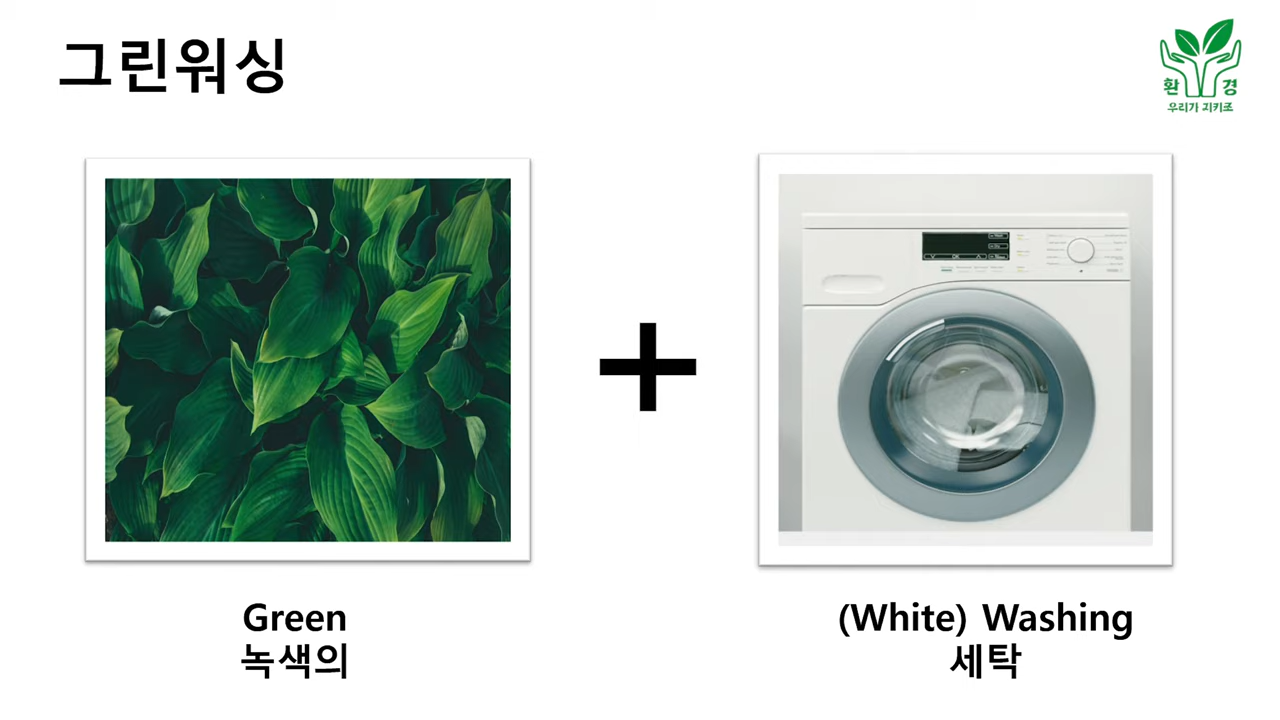 그린워싱
환 경
우리가 지키조
Green
녹색의
(White) Washing
세탁